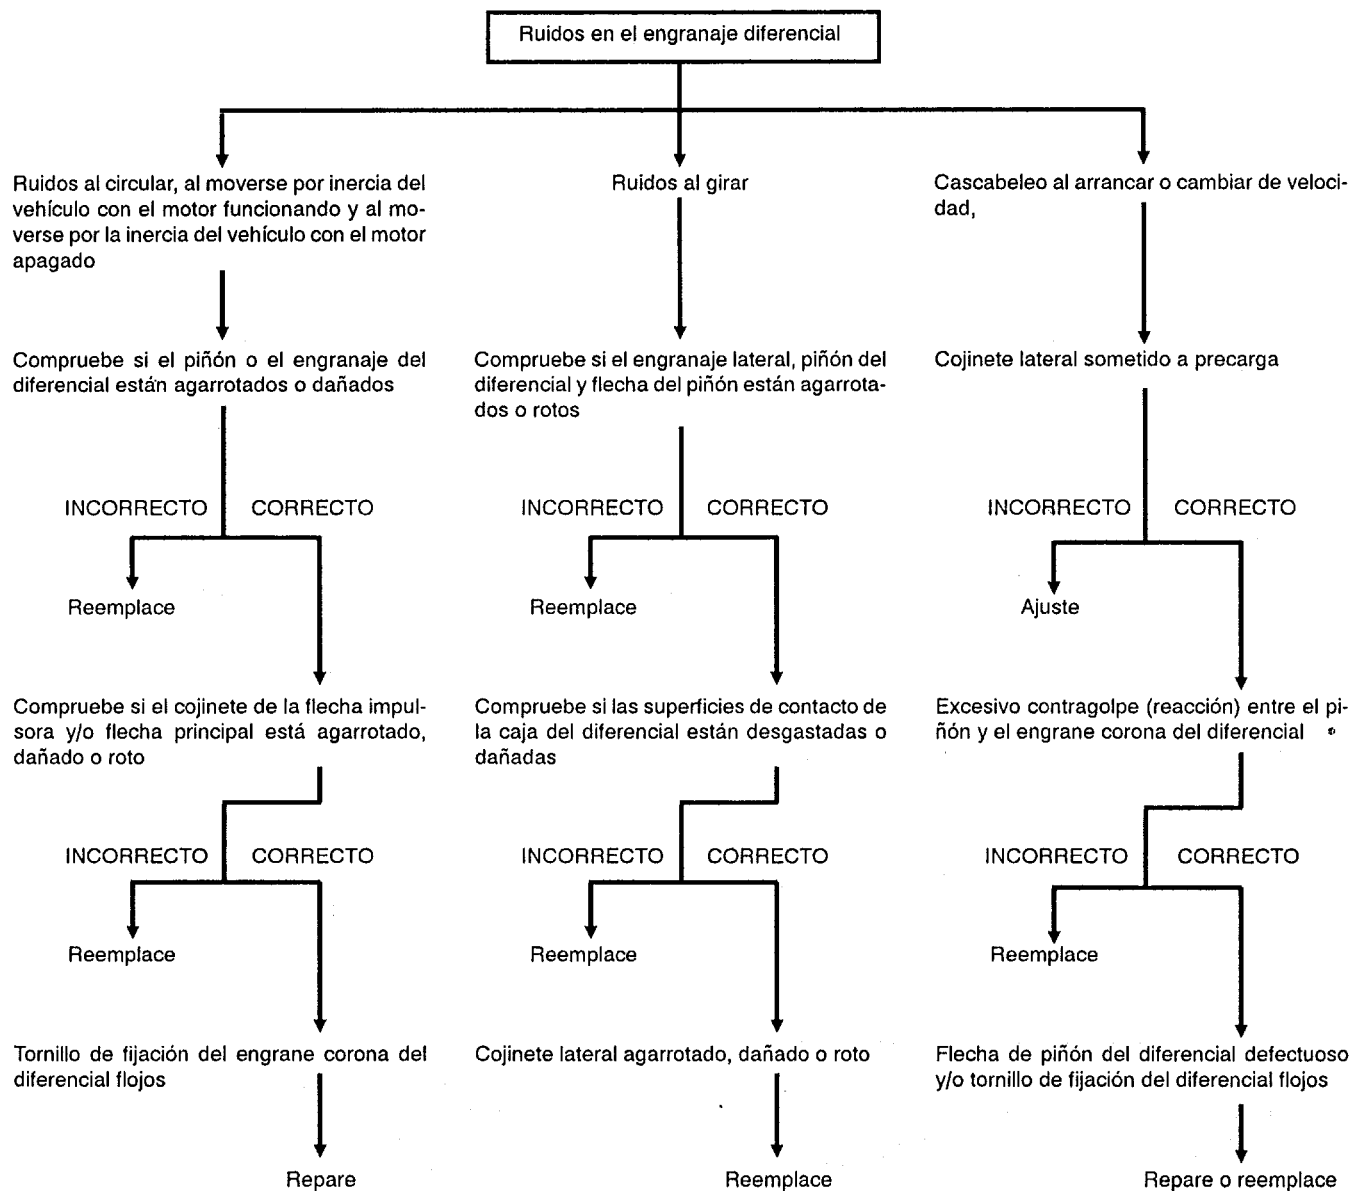 Ruidos en el engranaje diferencial
Ruidos al circular, al moverse por inercia del
vehículo con el motor funcionando y al mo-
verse por la inercia del vehículo con el motor
apagado
Ruidos al girar
Cascabeleo al arrancar o cambiar de veloci-
dad,
Compruebe si el piñón o el engranaje del
diferencial están agarrotados o dañados
Compruebe si el engranaje lateral, piñón del
diferencial y flecha del piñón están agarrota-
dos o rotos
Cojinete lateral sometido a precarga
INCORRECTO CORRECTO
INCORRECTO CORRECTO
INCORRECTO CORRECTO
Reemplace
Reemplace
Ajuste
Compruebe si el cojinete de la flecha impul-
sora y/o flecha principal está agarrotado,
dañado o roto
Compruebe si las superficies de contacto de
la caja del diferencial están desgastadas o
dañadas
Excesivo contragolpe (reacción) entre el pi-
ñón y el engrane corona del diferencial
INCORRECTO CORRECTO
INCORRECTO CORRECTO
INCORRECTO CORRECTO
Reemplace
Reemplace
Reemplace
Tornillo de fijación del engrane corona del
diferencial flojos
Cojinete lateral agarrotado, dañado o roto
Flecha de piñón del diferencial defectuoso
y/o tornillo de fijación del diferencial flojos
Repare
Reemplace
Repare o reemplace